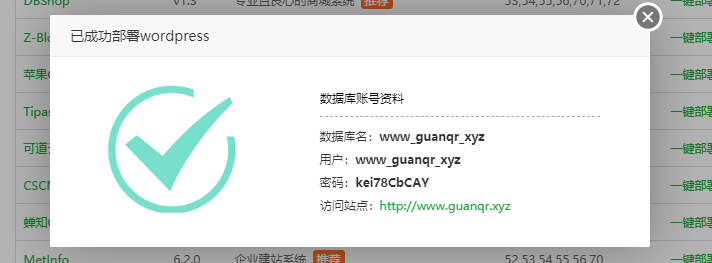 DBShop V1.3 专业且良心的商城系统 推荐 53,54,55,56,70,71,72 一键部署
已成功部署wordpress
Z-Bl 一键部署
苹果 一键部署
数据库账号资料
Tipas 一键部署
数据库名：www_guanqr_xyz
可道 一键部署
用户：www_guanqr_xyz
密码：kei78CbCAY
CSCM 一键部署
访问站点：http://www.guanqr.xyz
蝉知 一键部署
MetInfo 6.2.0 企业建站系统 推荐 52,53,54,55,56,70 一键部署